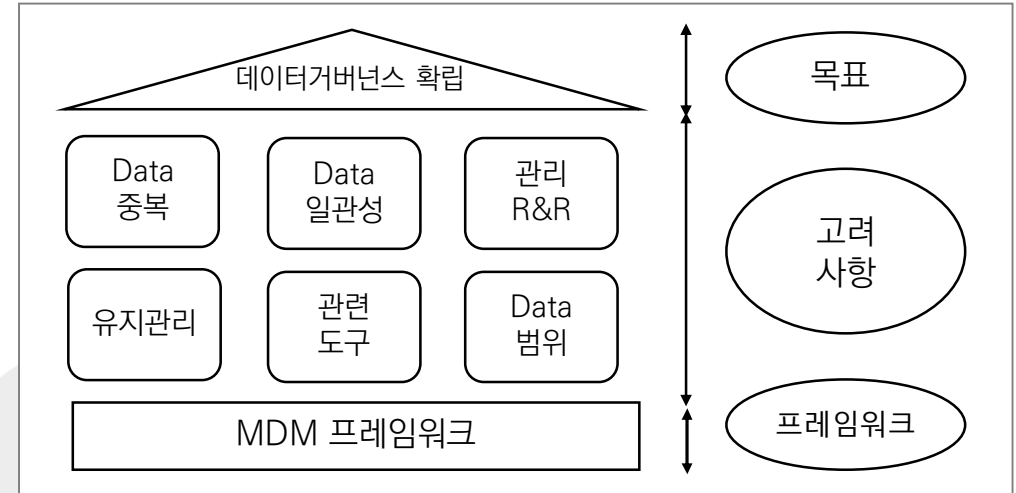 데이터거버넌스 확립
목표
Data
중복
Data
일관성
관리
R&R
고려
사항
유지관리
관련
도구
Data
범위
MDM 프레임워크
프레임워크